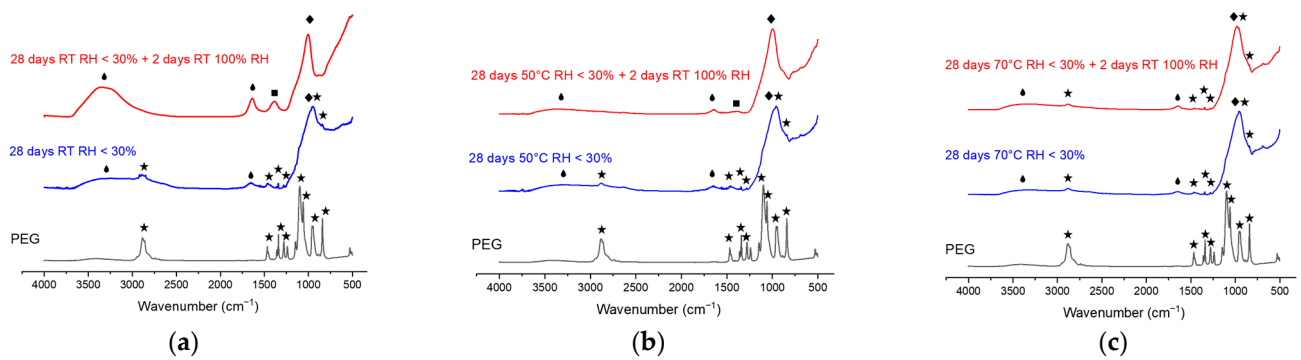 28 days RT RH < 30% + 2 days RT 100% RH
28 days RT RH < 30%
PEG
4000 3500 3000 2500 2000 1500 1000 500
Wavenumber (cm⁻¹)
(a)
28 days 50°C RH < 30% + 2 days RT 100% RH
28 days 50°C RH < 30%
PEG
4000 3500 3000 2500 2000 1500 1000 500
Wavenumber (cm⁻¹)
(b)
28 days 70°C RH < 30% + 2 days RT 100% RH
28 days 70°C RH < 30%
PEG
4000 3500 3000 2500 2000 1500 1000 500
Wavenumber (cm⁻¹)
(c)